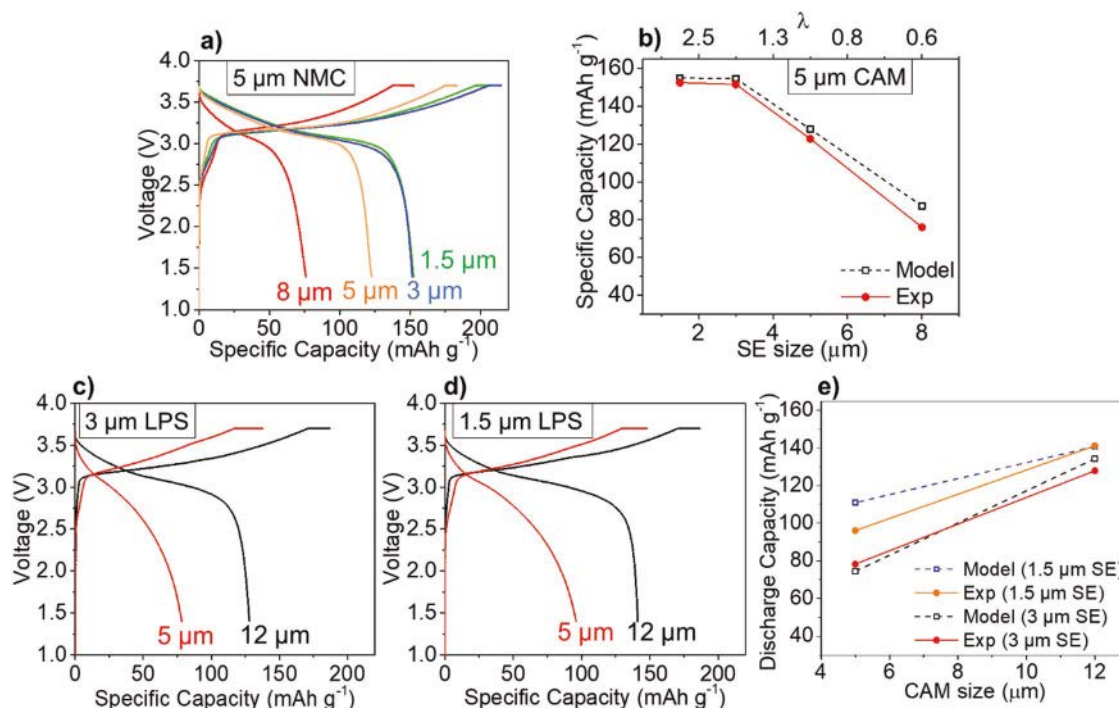 a)
5 µm NMC
4.0
3.5
3.0
2.5
2.0
1.5
1.0
Voltage (V)
8 µm
5 µm
3 µm
1.5 µm
0 50 100 150 200
Specific Capacity (mAh g⁻¹)
b)
λ
2.5 1.3 0.8 0.6
5 µm CAM
160
140
120
100
80
60
40
Specific Capacity (mAh g⁻¹)
Model
Exp
2 4 6 8
SE size (µm)
c)
3 µm LPS
4.0
3.5
3.0
2.5
2.0
1.5
1.0
Voltage (V)
5 µm
12 µm
0 50 100 150 200
Specific Capacity (mAh g⁻¹)
d)
1.5 µm LPS
4.0
3.5
3.0
2.5
2.0
1.5
1.0
Voltage (V)
5 µm
12 µm
0 50 100 150 200
Specific Capacity (mAh g⁻¹)
e)
160
140
120
100
80
60
40
Discharge Capacity (mAh g⁻¹)
Model (1.5 µm SE)
Exp (1.5 µm SE)
Model (3 µm SE)
Exp (3 µm SE)
4 6 8 10 12
CAM size (µm)